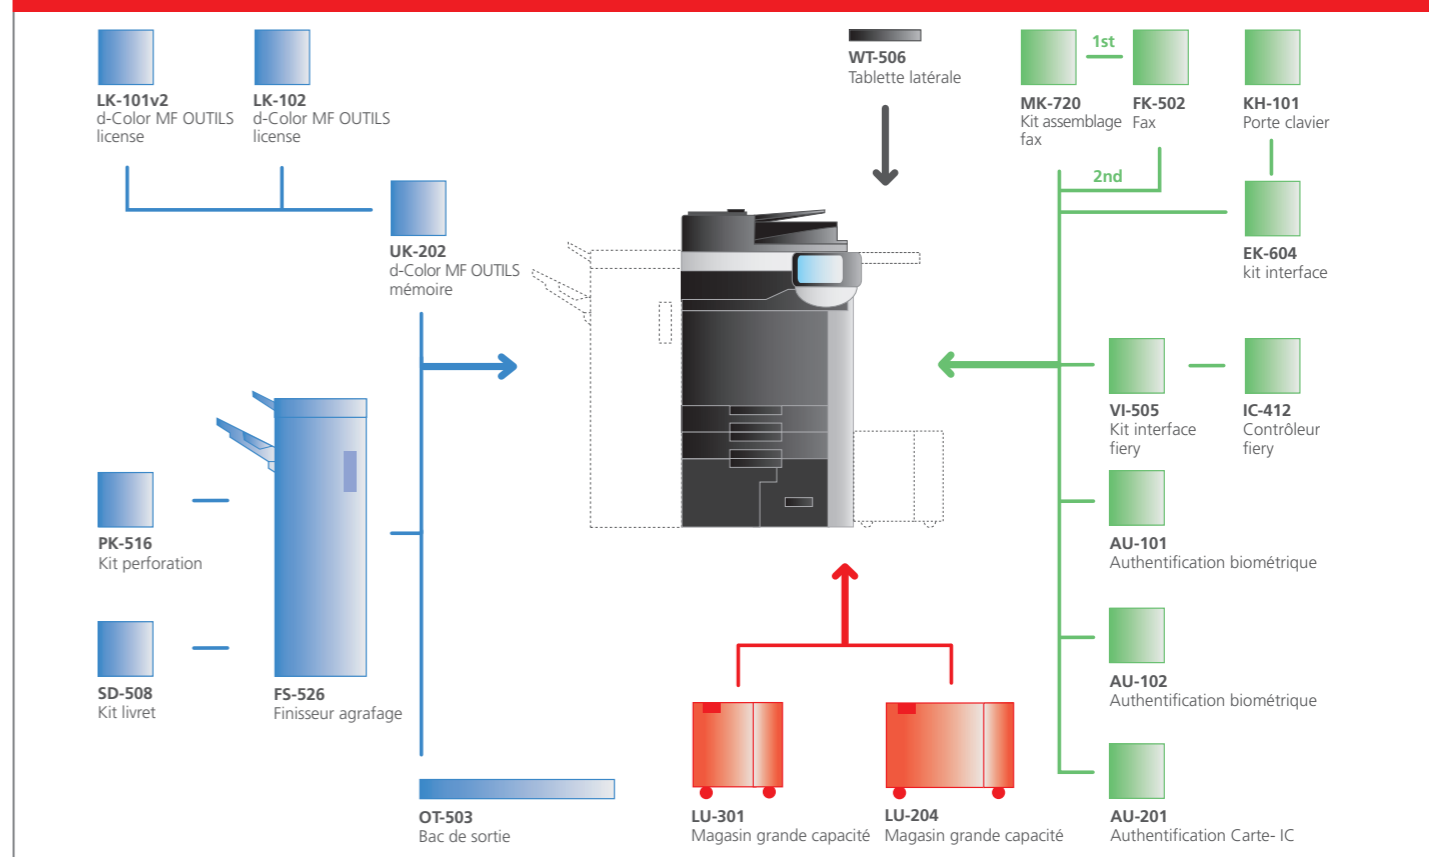 LK-101v2
d-Color MF OUTILS
license
LK-102
d-Color MF OUTILS
license
UK-202
d-Color MF OUTILS
mémoire
WT-506
Tablette latérale
1st
MK-720
Kit assemblage
fax
FK-502
Fax
KH-101
Porte clavier
2nd
EK-604
kit interface
VI-505
Kit interface
fiery
IC-412
Contrôleur
fiery
PK-516
Kit perforation
AU-101
Authentification biométrique
SD-508
Kit livret
FS-526
Finisseur agrafage
AU-102
Authentification biométrique
OT-503
Bac de sortie
LU-301
Magasin grande capacité
LU-204
Magasin grande capacité
AU-201
Authentification Carte- IC